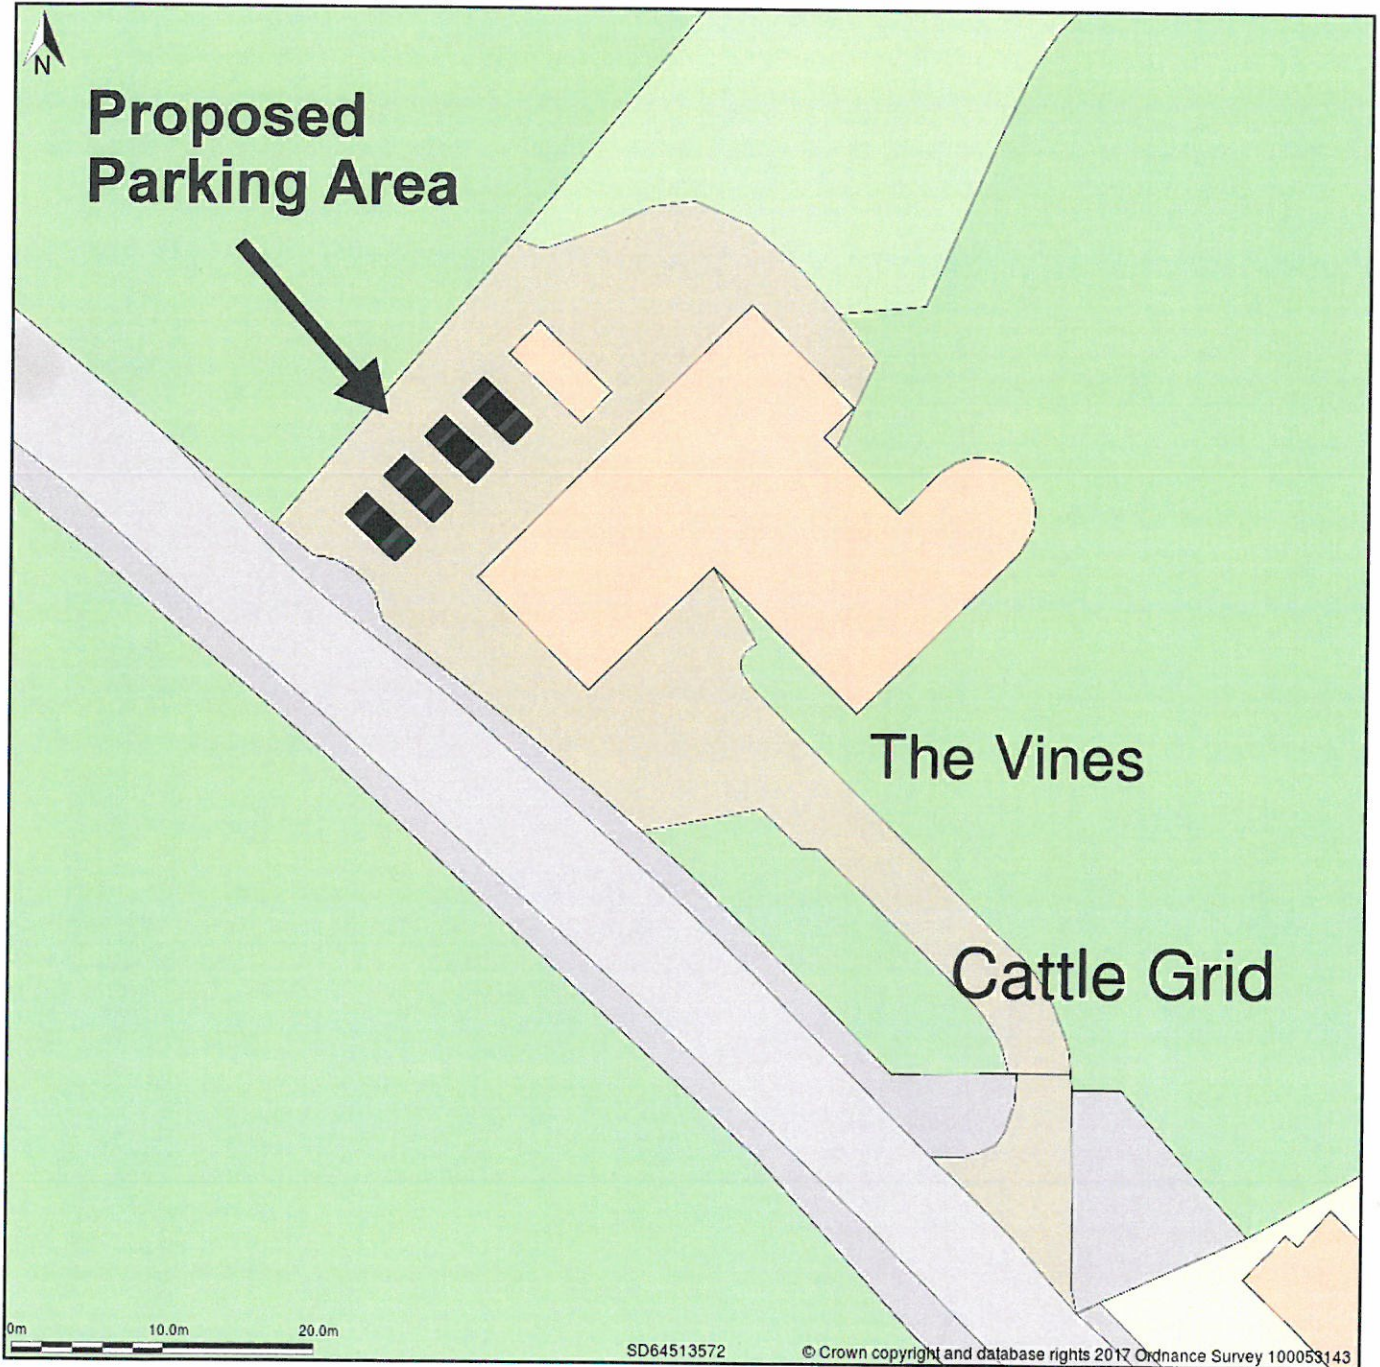 N
Proposed
Parking Area
The Vines
Cattle Grid
0m 10.0m 20.0m
SD64513572
© Crown copyright and database rights 2017 Ordnance Survey 100053143